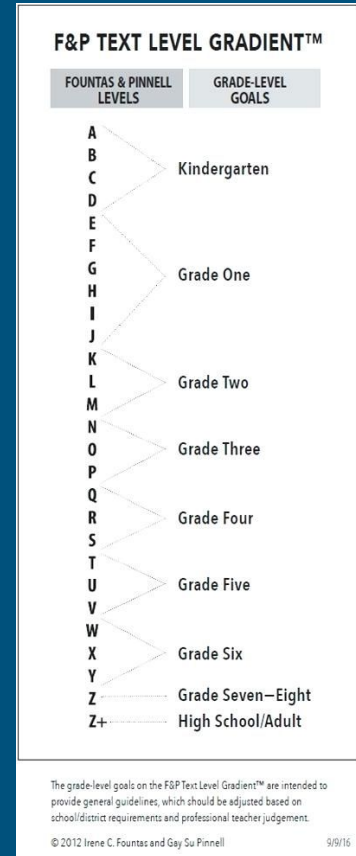 F&P TEXT LEVEL GRADIENT™
FOUNTAS & PINNELL
LEVELS
GRADE-LEVEL
GOALS
A
B
C
Kindergarten
D
E
F
G
Grade One
H
I
J
K
L
Grade Two
M
N
O
Grade Three
P
Q
R
Grade Four
S
T
U
Grade Five
V
W
X
Grade Six
Y
Z
Grade Seven–Eight
Z+
High School/Adult
The grade-level goals on the F&P Text Level Gradient™ are intended to
provide general guidelines, which should be adjusted based on
school/district requirements and professional teacher judgement.
© 2012 Irene C. Fountas and Gay Su Pinnell
9/9/16